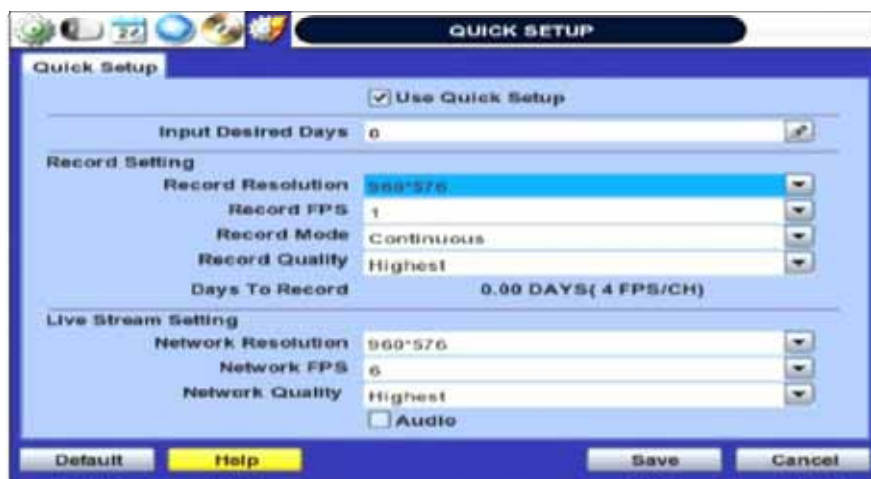 QUICK SETUP
Quick Setup
Use Quick Setup
Input Desired Days 0
Record Setting
Record Resolution 960*576
Record FPS 1
Record Mode Continuous
Record Quality Highest
Days To Record 0.00 DAYS( 4 FPS/CH)
Live Stream Setting
Network Resolution 960*576
Network FPS 6
Network Quality Highest
Audio
Default Help Save Cancel